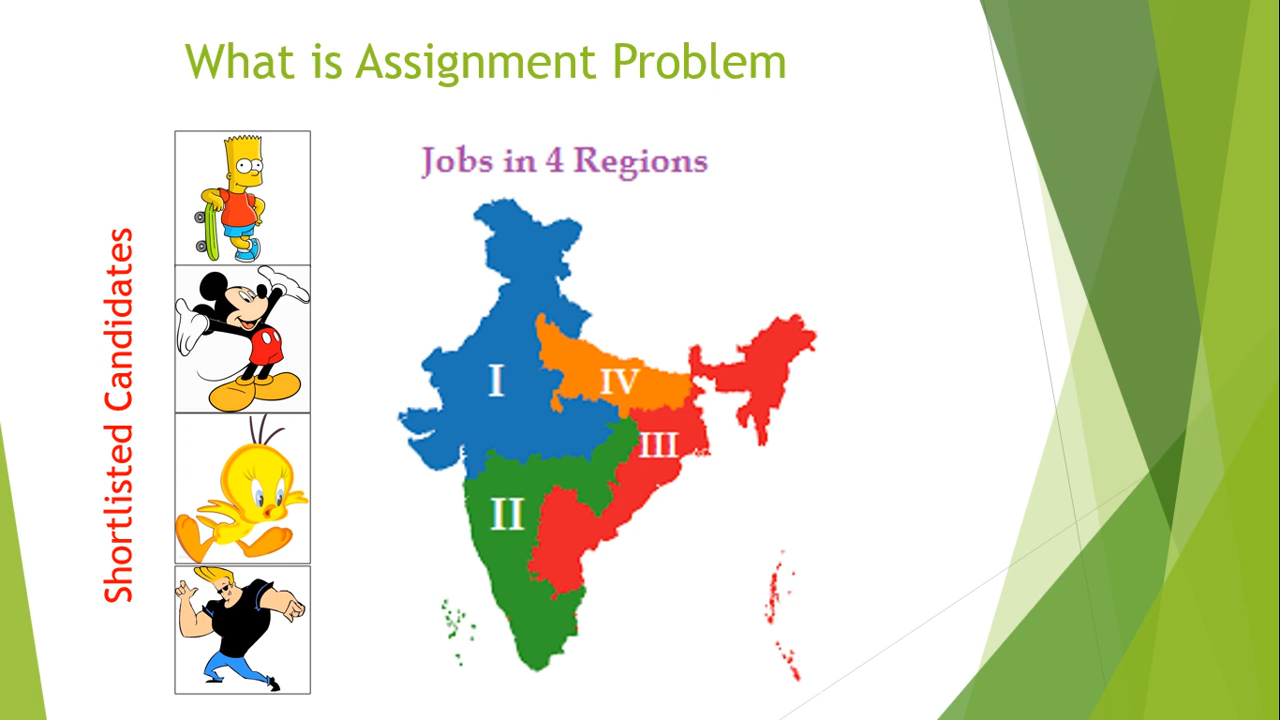 What is Assignment Problem
Shortlisted Candidates
Jobs in 4 Regions
I
IV
III
II